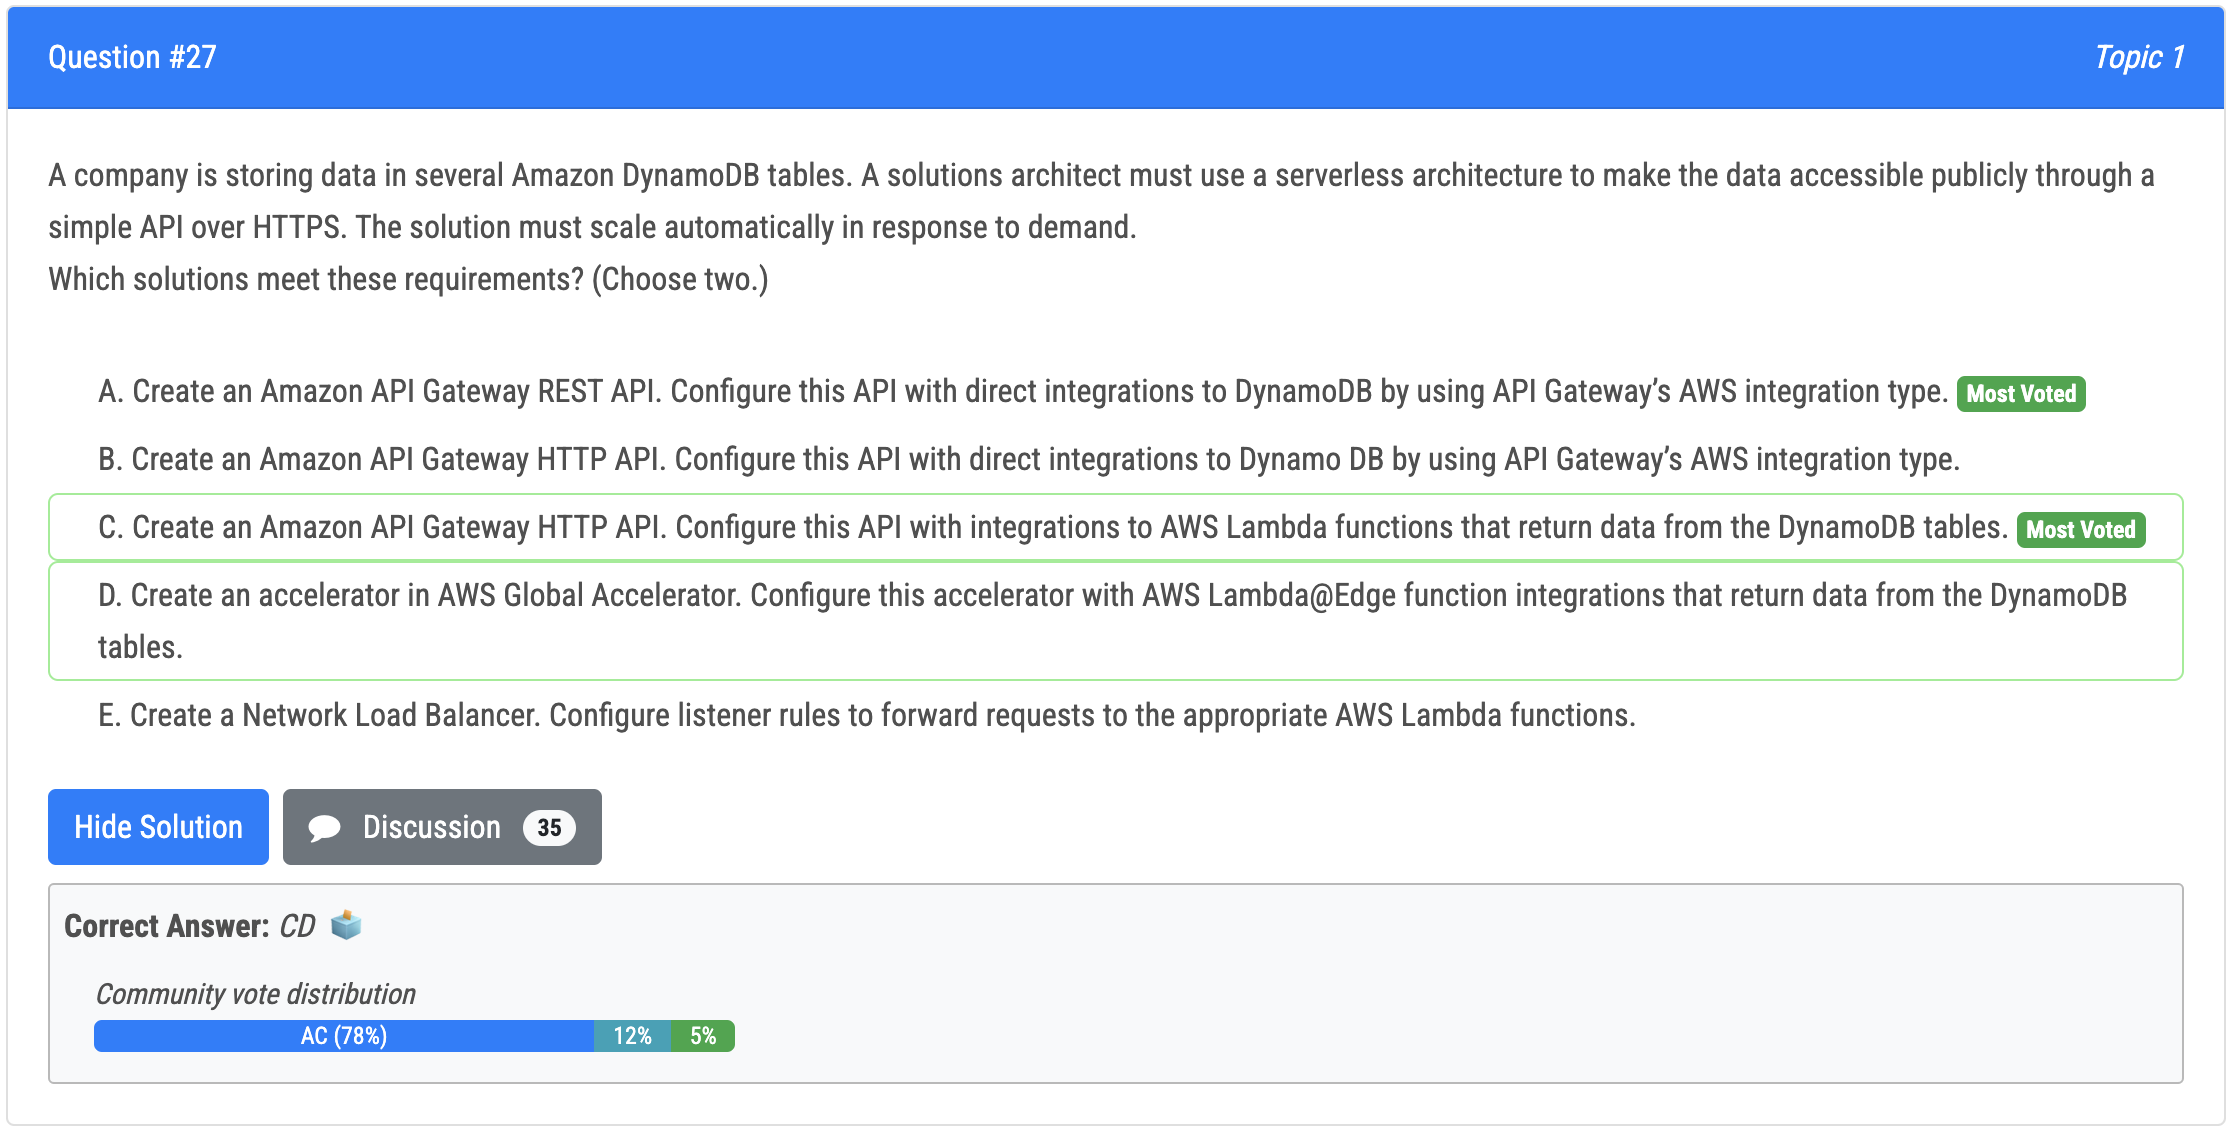 Question #27
Topic 1
A company is storing data in several Amazon DynamoDB tables. A solutions architect must use a serverless architecture to make the data accessible publicly through a
simple API over HTTPS. The solution must scale automatically in response to demand.
Which solutions meet these requirements? (Choose two.)
A. Create an Amazon API Gateway REST API. Configure this API with direct integrations to DynamoDB by using API Gateway’s AWS integration type. Most Voted
B. Create an Amazon API Gateway HTTP API. Configure this API with direct integrations to Dynamo DB by using API Gateway’s AWS integration type.
C. Create an Amazon API Gateway HTTP API. Configure this API with integrations to AWS Lambda functions that return data from the DynamoDB tables. Most Voted
D. Create an accelerator in AWS Global Accelerator. Configure this accelerator with AWS Lambda@Edge function integrations that return data from the DynamoDB
tables.
E. Create a Network Load Balancer. Configure listener rules to forward requests to the appropriate AWS Lambda functions.
Hide Solution
Discussion 35
Correct Answer: CD
Community vote distribution
AC (78%) 12% 5%